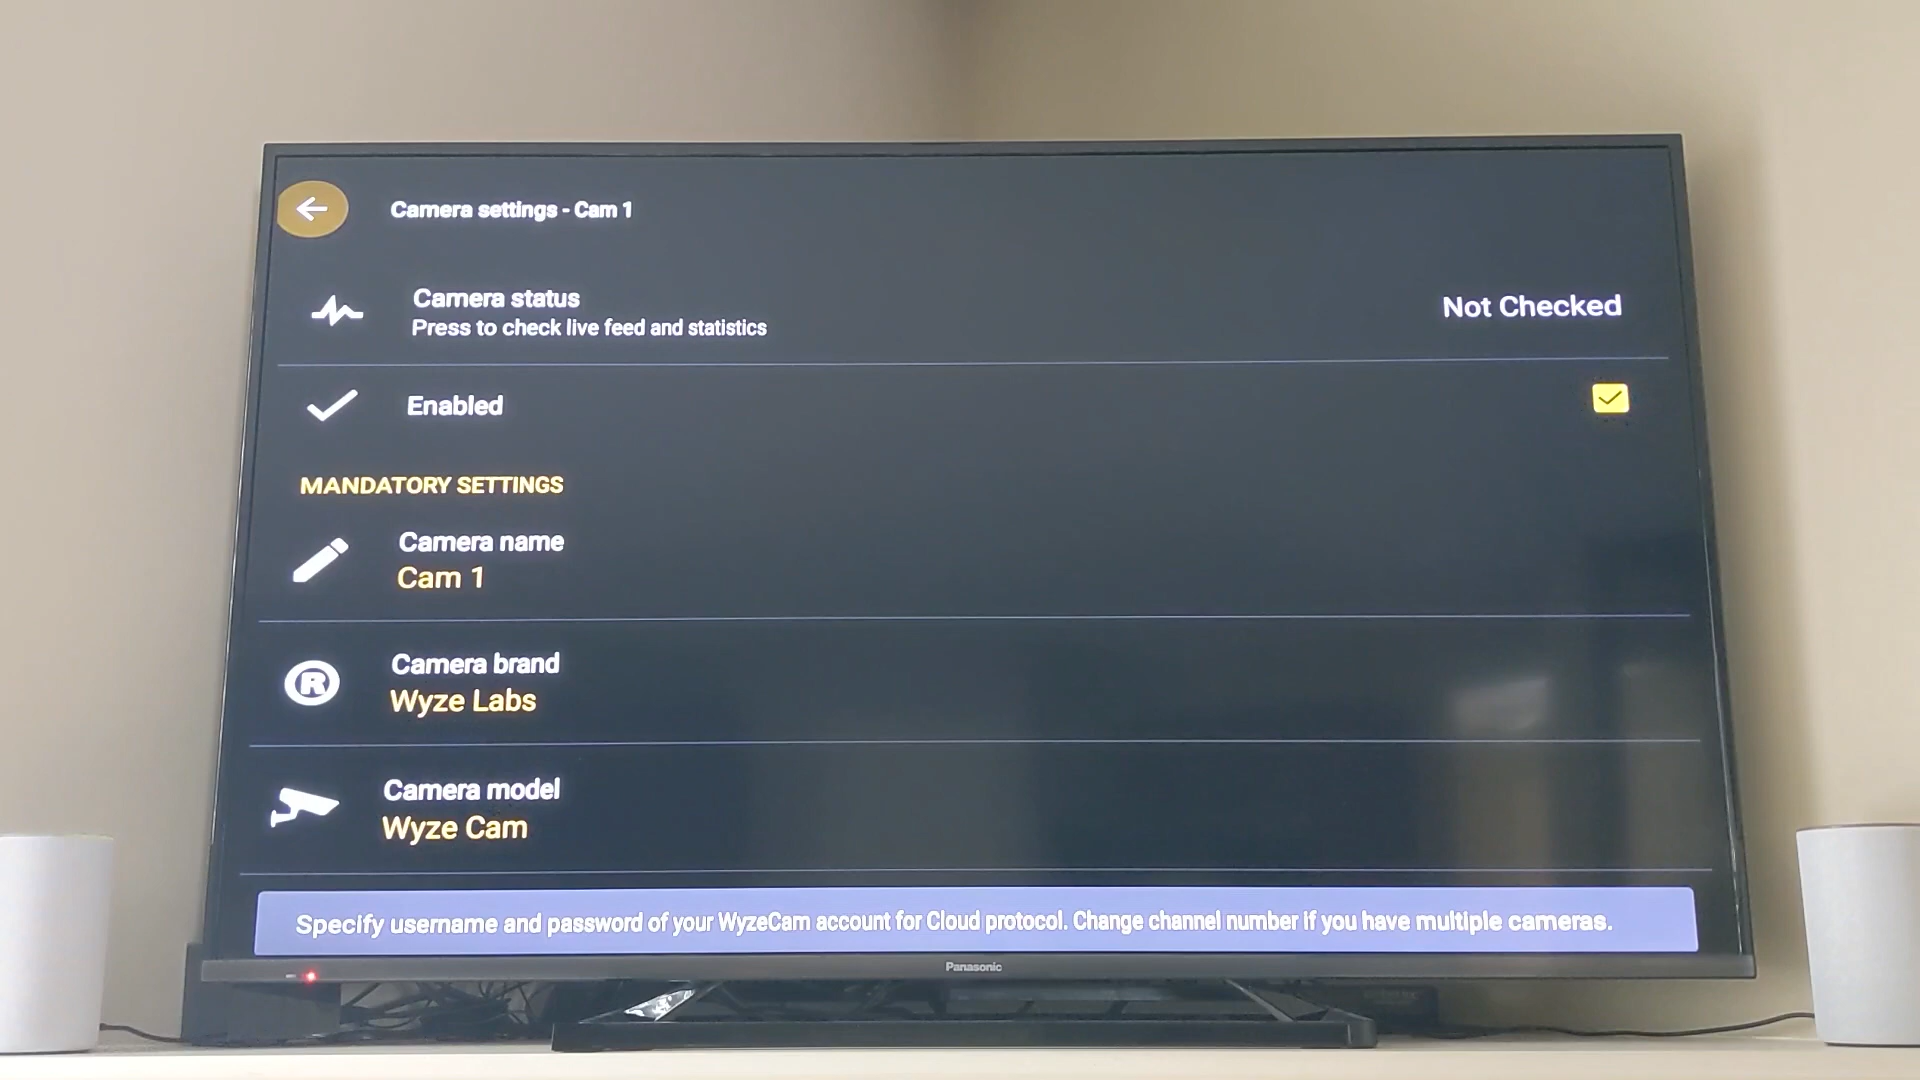 Camera settings - Cam 1
Camera status
Press to check live feed and statistics
Not Checked
Enabled
MANDATORY SETTINGS
Camera name
Cam 1
R
Camera brand
Wyze Labs
Camera model
Wyze Cam
Specify username and password of your WyzeCam account for Cloud protocol. Change channel number if you have multiple cameras.
Panasonic